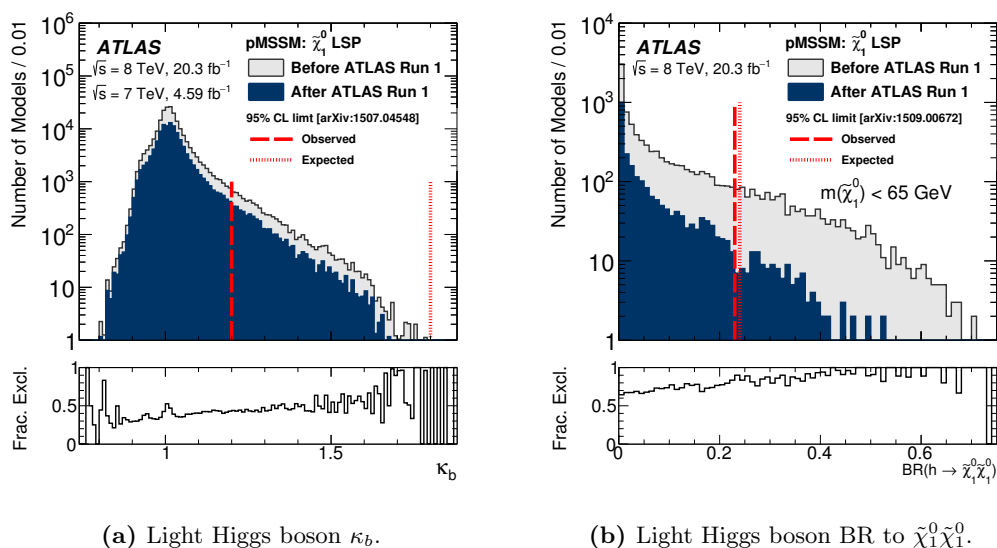 ATLAS
√s = 8 TeV, 20.3 fb⁻¹
√s = 7 TeV, 4.59 fb⁻¹
pMSSM: χ̃₁⁰ LSP
Before ATLAS Run 1
After ATLAS Run 1
95% CL limit [arXiv:1507.04548]
Observed
Expected
Number of Models / 0.01
10⁶
10⁵
10⁴
10³
10²
10
1
Frac. Excl.
1
0.5
0
1 1.5
κ_b
(a) Light Higgs boson κ_b.
ATLAS
√s = 8 TeV, 20.3 fb⁻¹
pMSSM: χ̃₁⁰ LSP
Before ATLAS Run 1
After ATLAS Run 1
95% CL limit [arXiv:1509.00672]
Observed
Expected
m(χ̃₁⁰) < 65 GeV
Number of Models / 0.01
10⁴
10³
10²
10
1
Frac. Excl.
1
0.5
0
0 0.2 0.4 0.6
BR(h → χ̃₁⁰χ̃₁⁰)
(b) Light Higgs boson BR to χ̃₁⁰χ̃₁⁰.